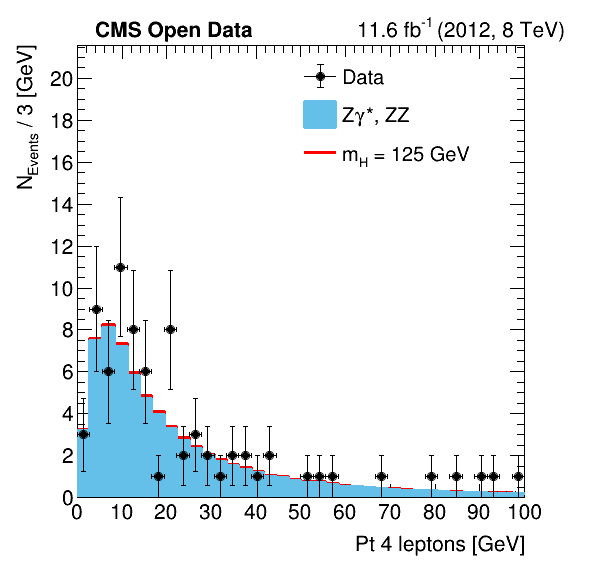 CMS Open Data 11.6 fb⁻¹ (2012, 8 TeV)
N_Events / 3 [GeV]
Data
Zγ*, ZZ
m_H = 125 GeV
20
18
16
14
12
10
8
6
4
2
0
0 10 20 30 40 50 60 70 80 90 100
Pt 4 leptons [GeV]